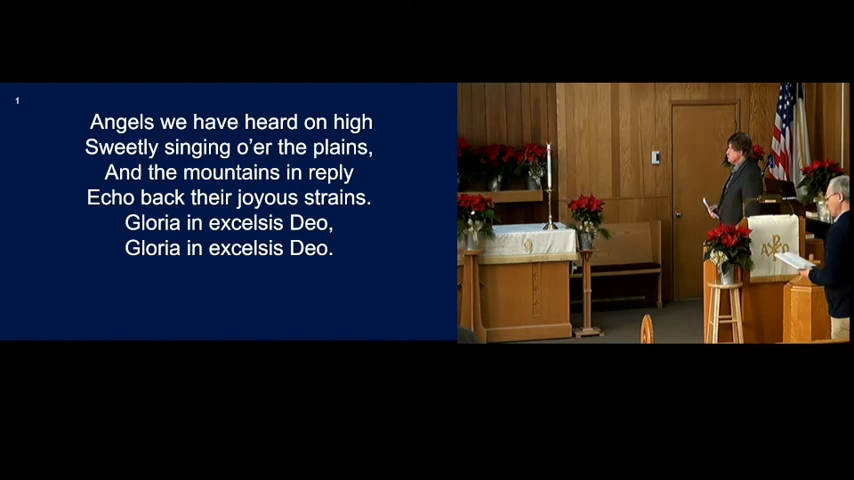 1
Angels we have heard on high
Sweetly singing o’er the plains,
And the mountains in reply
Echo back their joyous strains.
Gloria in excelsis Deo,
Gloria in excelsis Deo.